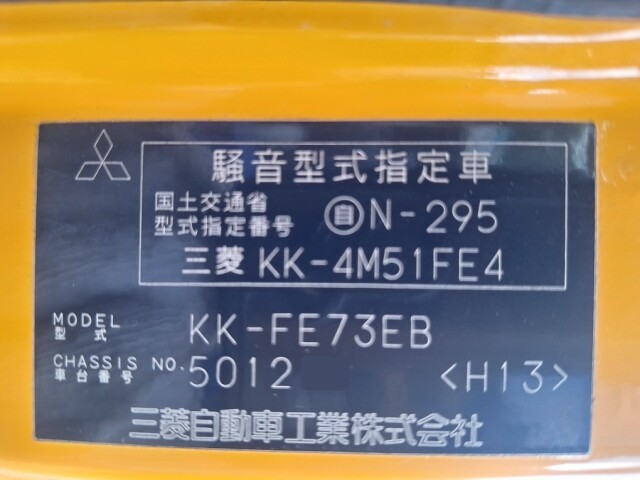 騒音型式指定車
国土交通省
型式指定番号 自N-295
三菱 KK-4M51FE4
MODEL
型式 KK-FE73EB
CHASSIS NO.
車台番号 5012 <H13>
三菱自動車工業株式会社